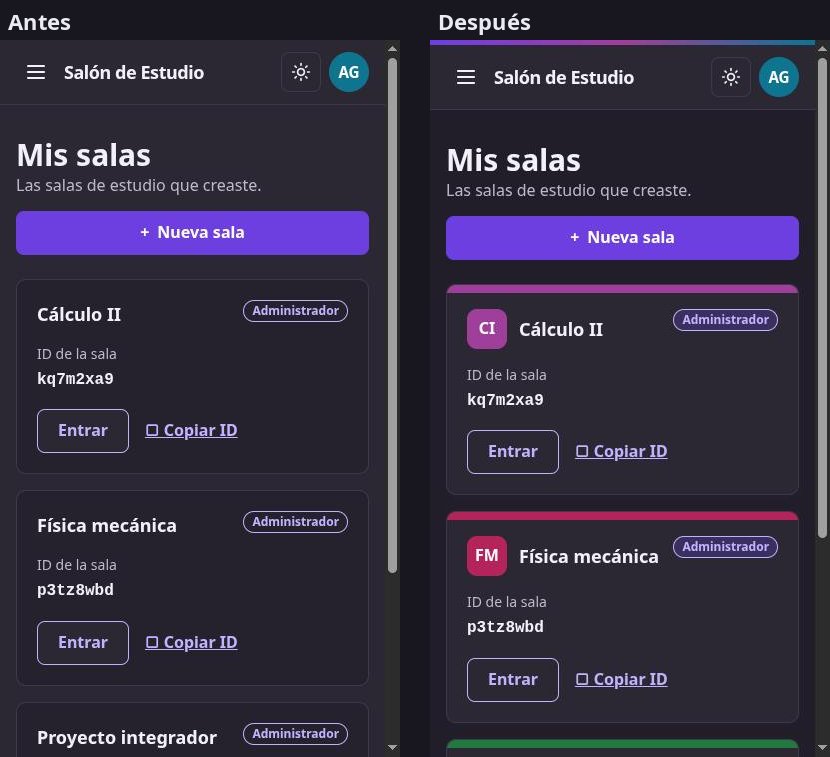 Antes
Salón de Estudio
AG
Mis salas
Las salas de estudio que creaste.
+ Nueva sala
Cálculo II
Administrador
ID de la sala
kq7m2xa9
Entrar
Copiar ID
Física mecánica
Administrador
ID de la sala
p3tz8wbd
Entrar
Copiar ID
Proyecto integrador
Administrador
Después
Salón de Estudio
AG
Mis salas
Las salas de estudio que creaste.
+ Nueva sala
CI
Cálculo II
Administrador
ID de la sala
kq7m2xa9
Entrar
Copiar ID
FM
Física mecánica
Administrador
ID de la sala
p3tz8wbd
Entrar
Copiar ID